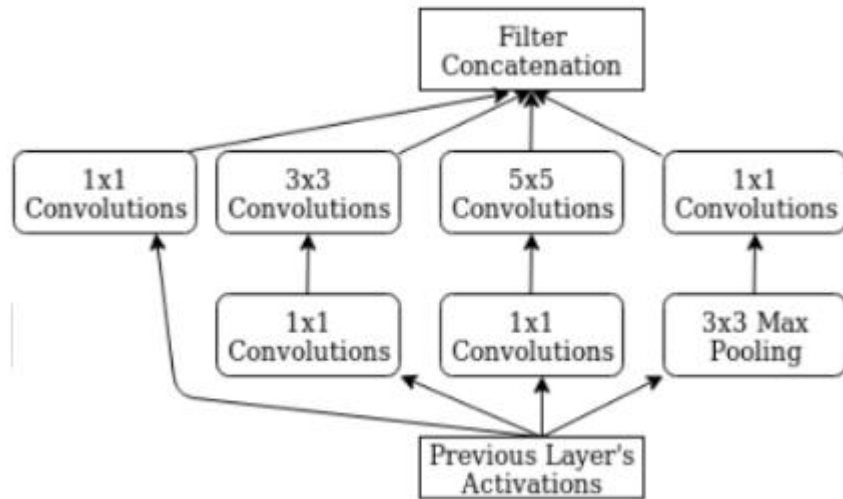 Filter
Concatenation
1x1
Convolutions
3x3
Convolutions
5x5
Convolutions
1x1
Convolutions
1x1
Convolutions
1x1
Convolutions
3x3 Max
Pooling
Previous Layer's
Activations